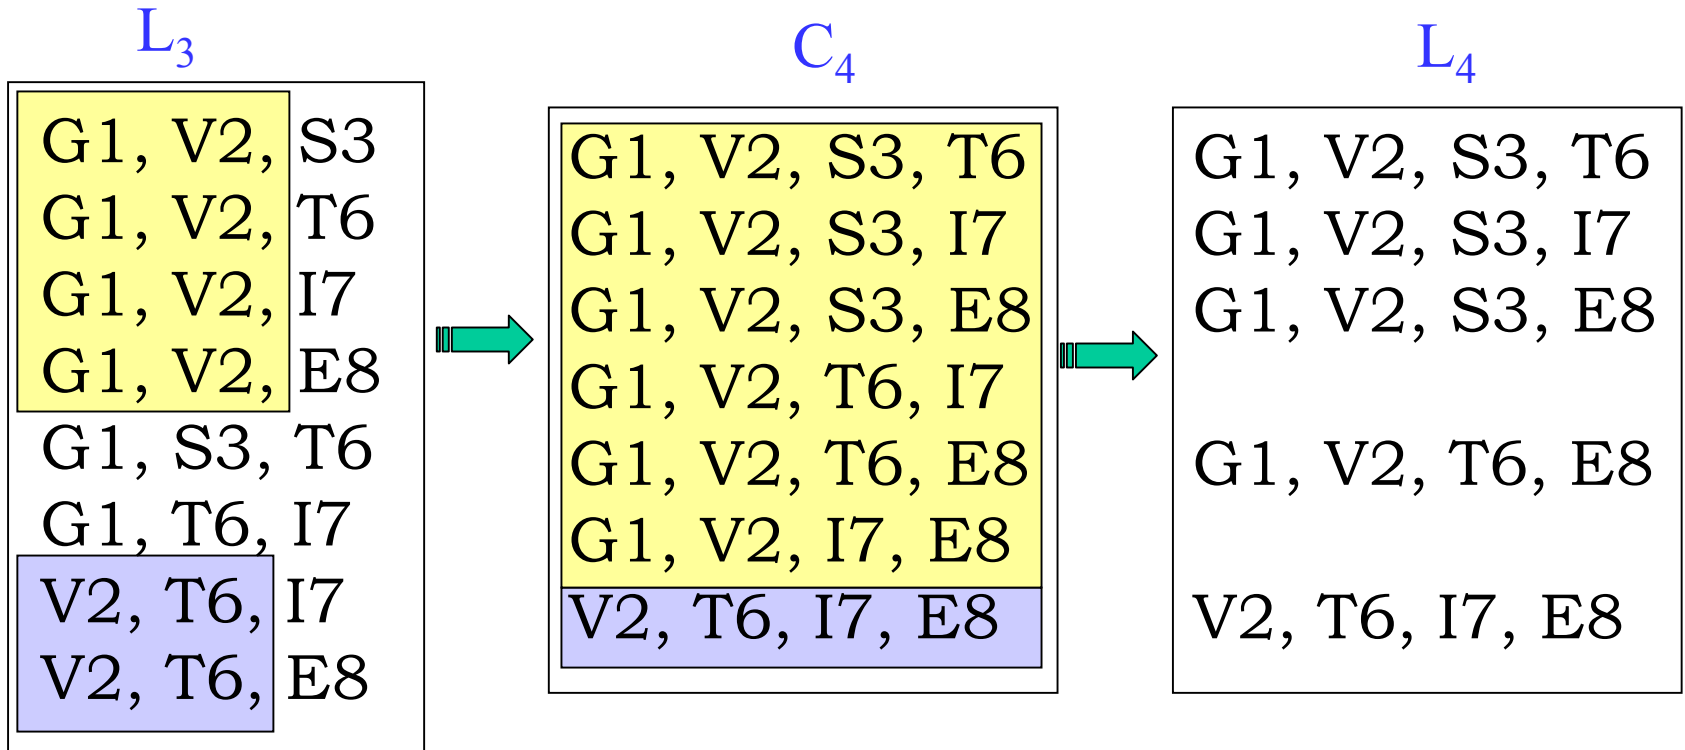 L3
G1, V2, S3
G1, V2, T6
G1, V2, I7
G1, V2, E8
G1, S3, T6
G1, T6, I7
V2, T6, I7
V2, T6, E8
C4
G1, V2, S3, T6
G1, V2, S3, I7
G1, V2, S3, E8
G1, V2, T6, I7
G1, V2, T6, E8
G1, V2, I7, E8
V2, T6, I7, E8
L4
G1, V2, S3, T6
G1, V2, S3, I7
G1, V2, S3, E8
G1, V2, T6, E8
V2, T6, I7, E8